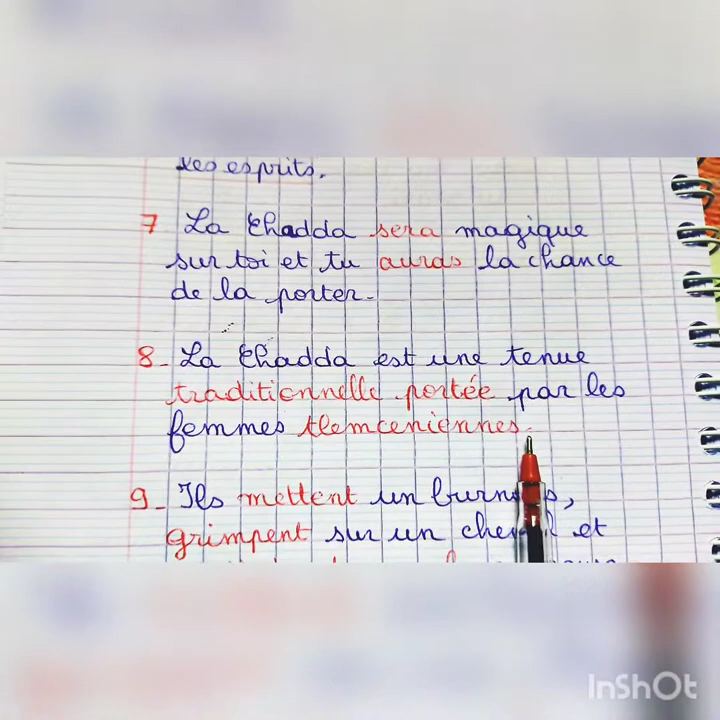 les esprits.
7 La Chadda sera magique
sur toi et tu auras la chance
de la porter.
8- La Chadda est une tenue
traditionnelle portée par les
femmes tlemceniennes.
9- Ils mettent un burnous,
grimpent sur un cheval et
InShOt